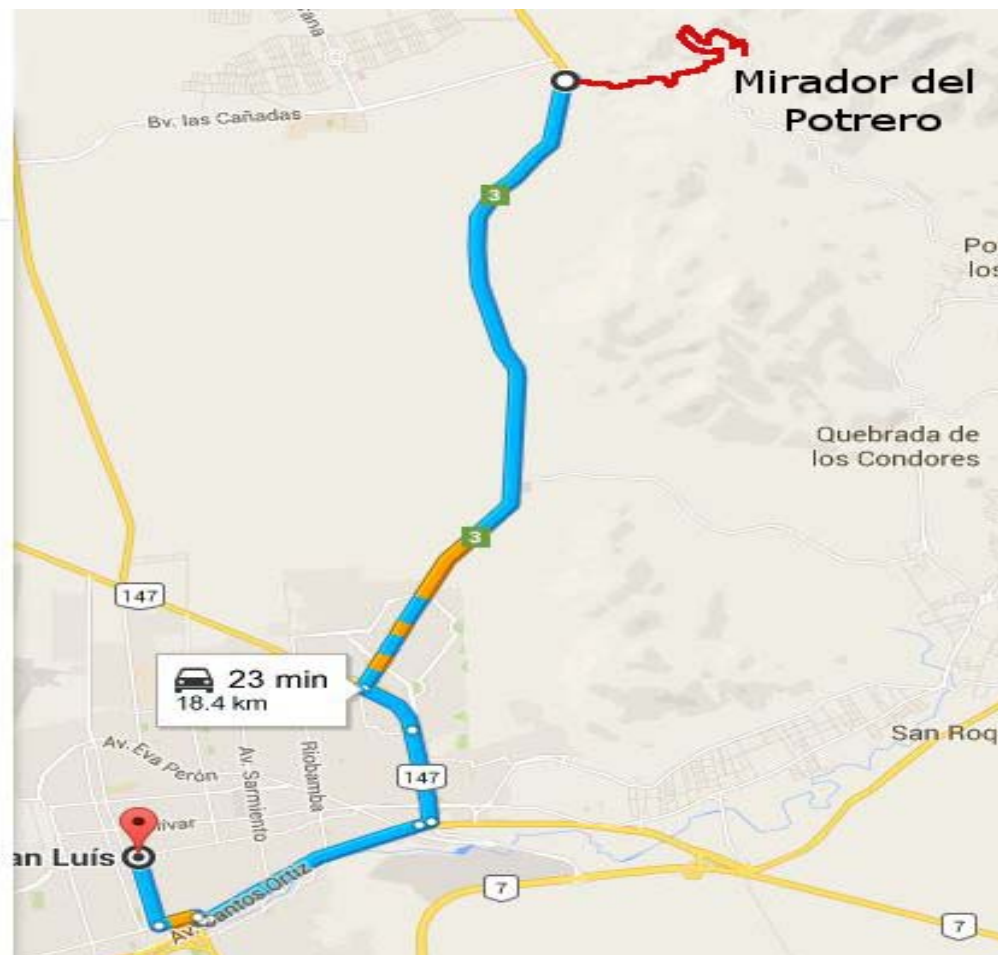 Mirador del
Potrero
Bv. las Cañadas
3
Quebrada de
los Condores
3
147
23 min
18.4 km
San Roq
Av. Eva Perón
Av. Sarmiento
Riobamba
147
an Luís
Av. Santos Ortiz
7
7